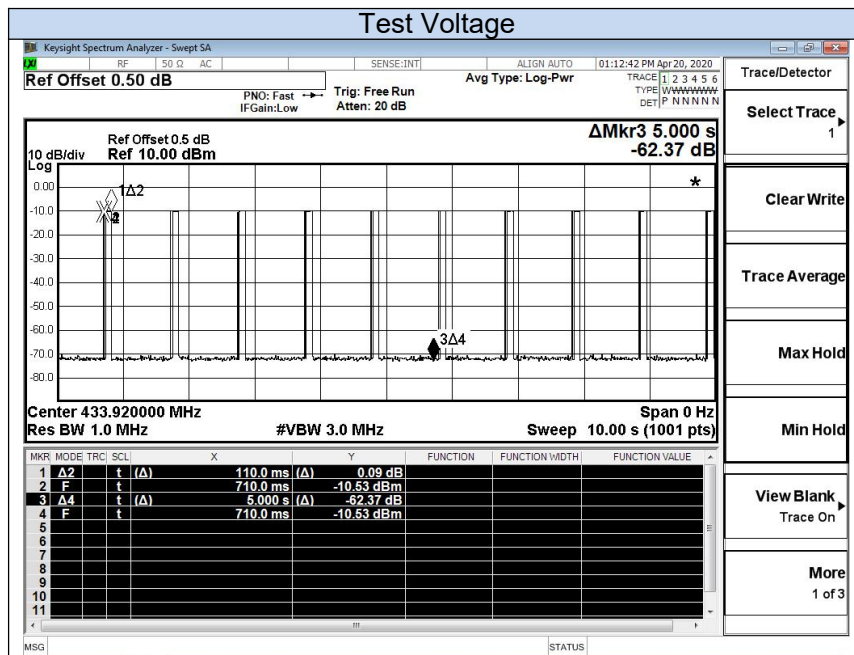 Test Voltage
Keysight Spectrum Analyzer - Swept SA
LXI RF 50 Ω AC SENSE:INT ALIGN AUTO 01:12:42 PM Apr 20, 2020
Ref Offset 0.50 dB
Avg Type: Log-Pwr
TRACE 1 2 3 4 5 6
TYPE WWWWWW
DET P N N N N N
PNO: Fast
IFGain:Low
Trig: Free Run
Atten: 20 dB
Trace/Detector
Select Trace
1
Clear Write
Trace Average
Max Hold
Min Hold
View Blank
Trace On
More
1 of 3
Ref Offset 0.5 dB
10 dB/div Ref 10.00 dBm
Log
ΔMkr3 5.000 s
-62.37 dB
0.00
-10.0
-20.0
-30.0
-40.0
-50.0
-60.0
-70.0
-80.0
1Δ2
*
3Δ4
Center 433.920000 MHz Span 0 Hz
Res BW 1.0 MHz #VBW 3.0 MHz Sweep 10.00 s (1001 pts)
MKR MODE TRC SCL X Y FUNCTION FUNCTION WIDTH FUNCTION VALUE
1 Δ2 t (Δ) 110.0 ms (Δ) 0.09 dB
2 F t 710.0 ms -10.53 dBm
3 Δ4 t (Δ) 5.000 s (Δ) -62.37 dB
4 F t 710.0 ms -10.53 dBm
5
6
7
8
9
10
11
MSG STATUS